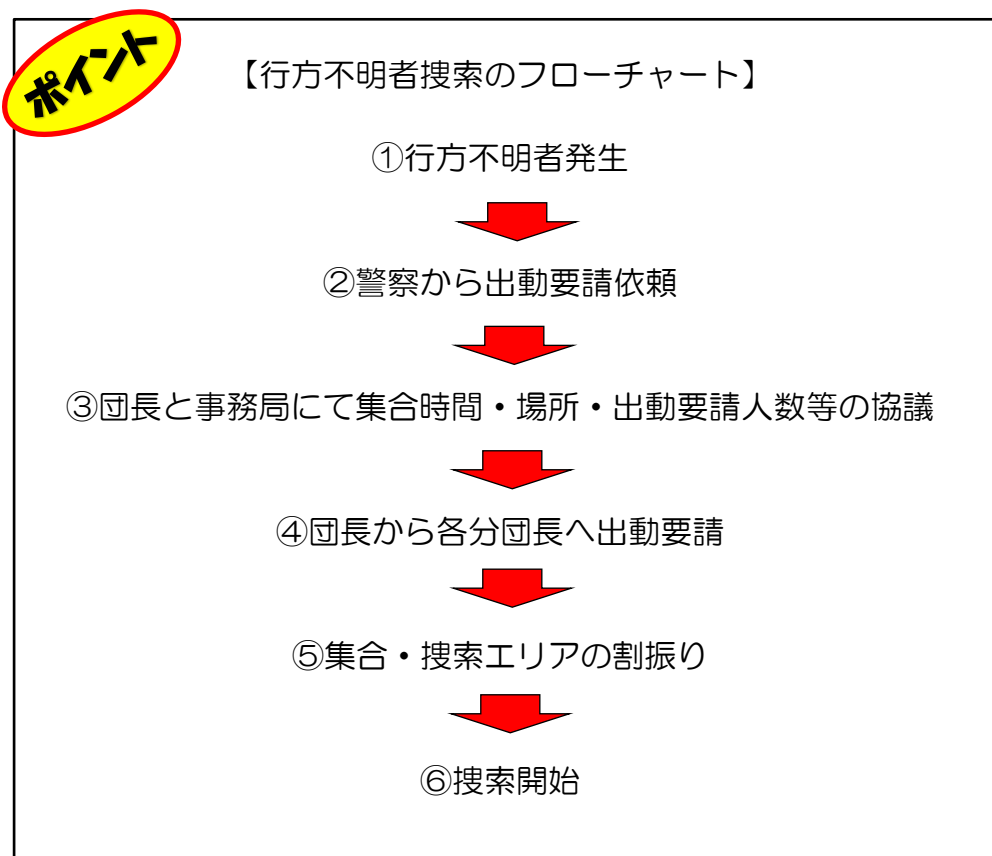 ポイント
【行方不明者捜索のフローチャート】
①行方不明者発生
②警察から出動要請依頼
③団長と事務局にて集合時間・場所・出動要請人数等の協議
④団長から各分団長へ出動要請
⑤集合・捜索エリアの割振り
⑥捜索開始